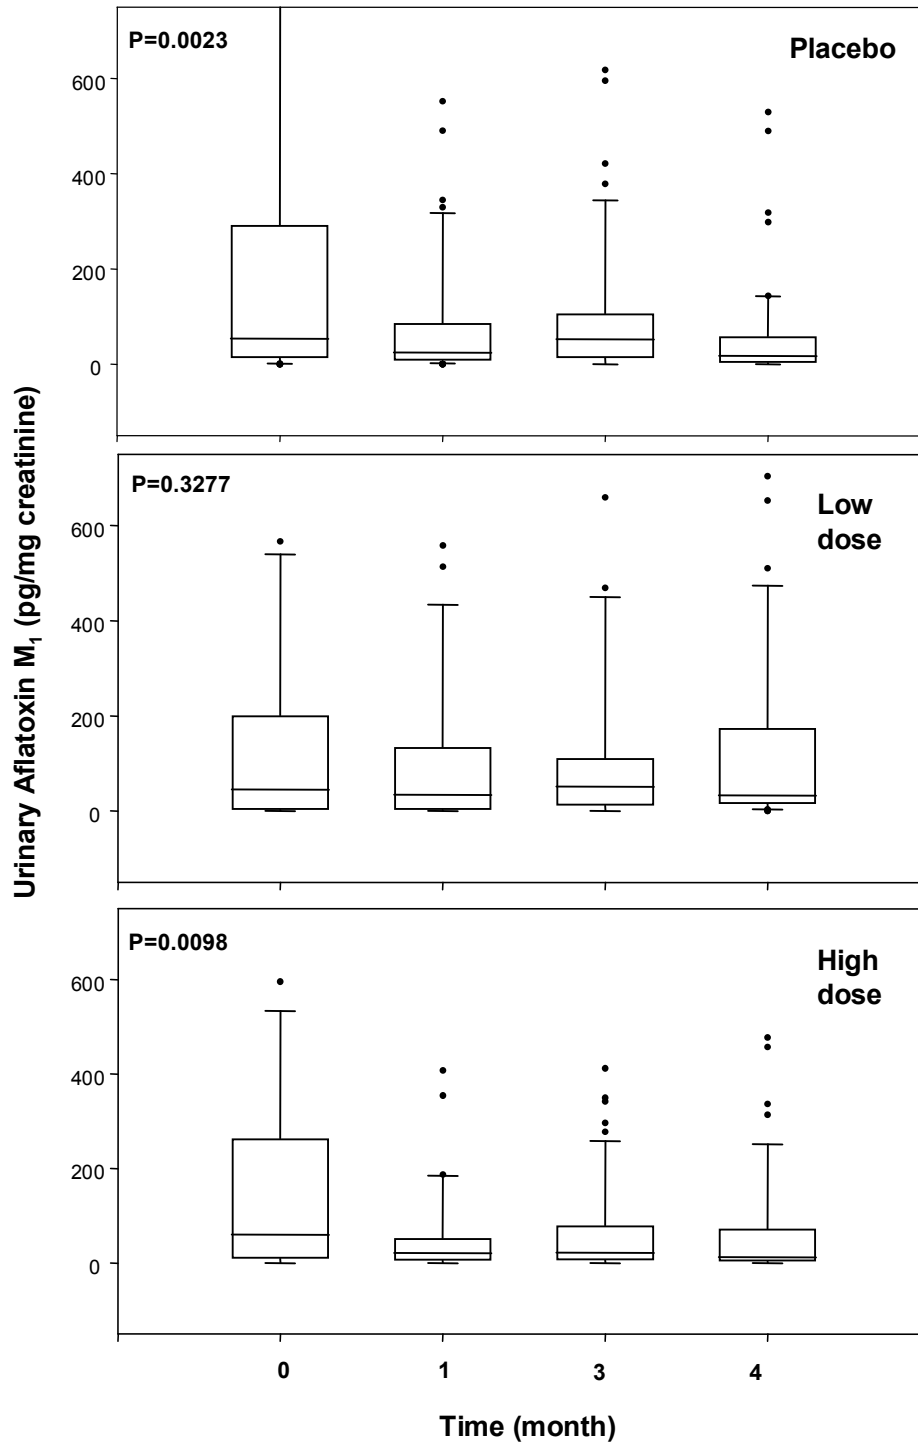 Urinary Aflatoxin M₁ (pg/mg creatinine)
P=0.0023
Placebo
600
400
200
0
P=0.3277
Low
dose
600
400
200
0
P=0.0098
High
dose
600
400
200
0
0 1 3 4
Time (month)